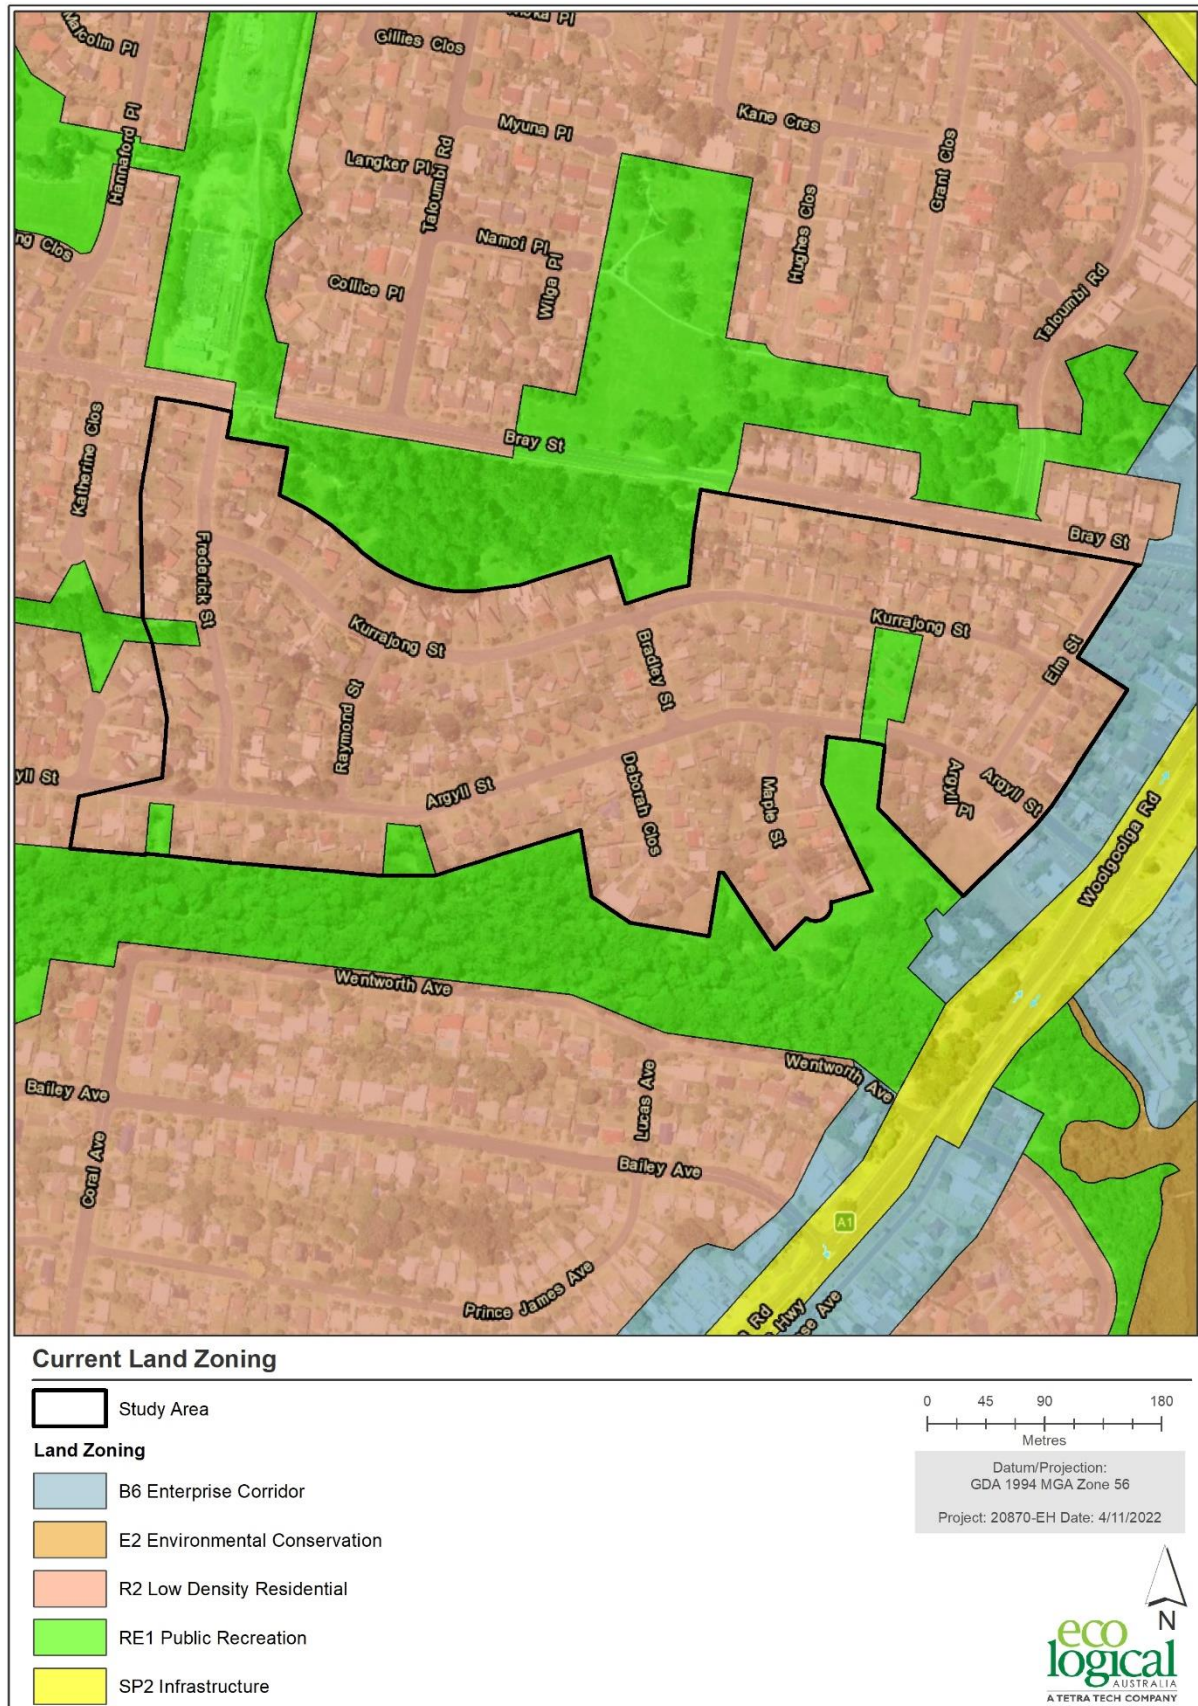 Malcolm Pl
Gillies Clos
Hannaford Pl
Myuna Pl
Kane Cres
Langker Pl
Taloumbi Rd
Grant Clos
ng Clos
Namoi Pl
Hughes Clos
Collice Pl
Wilga Pl
Taloumbi Rd
Katherine Clos
Bray St
Bray St
Frederick St
Kurrajong St
Bradley St
Kurrajong St
Elm St
Raymond St
yll St
Argyll St
Deborah Clos
Maple St
Argyll Pl
Argyll St
Woolgoolga Rd
Wentworth Ave
Wentworth Ave
Bailey Ave
Lucas Ave
Coral Ave
Bailey Ave
A1
Prince James Ave
Rd
Hwy
se Ave
Current Land Zoning
Study Area
Land Zoning
B6 Enterprise Corridor
E2 Environmental Conservation
R2 Low Density Residential
RE1 Public Recreation
SP2 Infrastructure
0 45 90 180
Metres
Datum/Projection:
GDA 1994 MGA Zone 56
Project: 20870-EH Date: 4/11/2022
N
eco
logical
AUSTRALIA
A TETRA TECH COMPANY